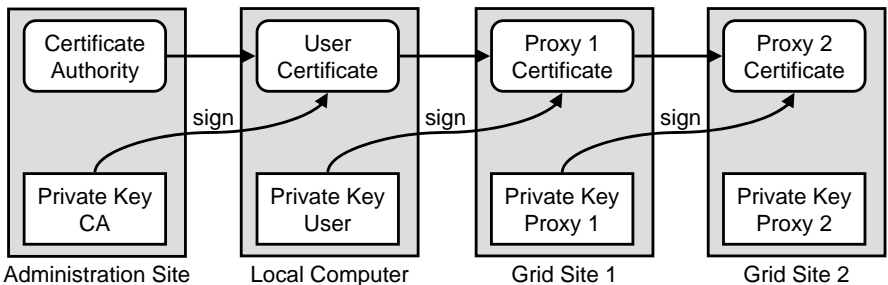 Certificate
Authority
User
Certificate
Proxy 1
Certificate
Proxy 2
Certificate
sign
sign
sign
Private Key
CA
Private Key
User
Private Key
Proxy 1
Private Key
Proxy 2
Administration Site
Local Computer
Grid Site 1
Grid Site 2